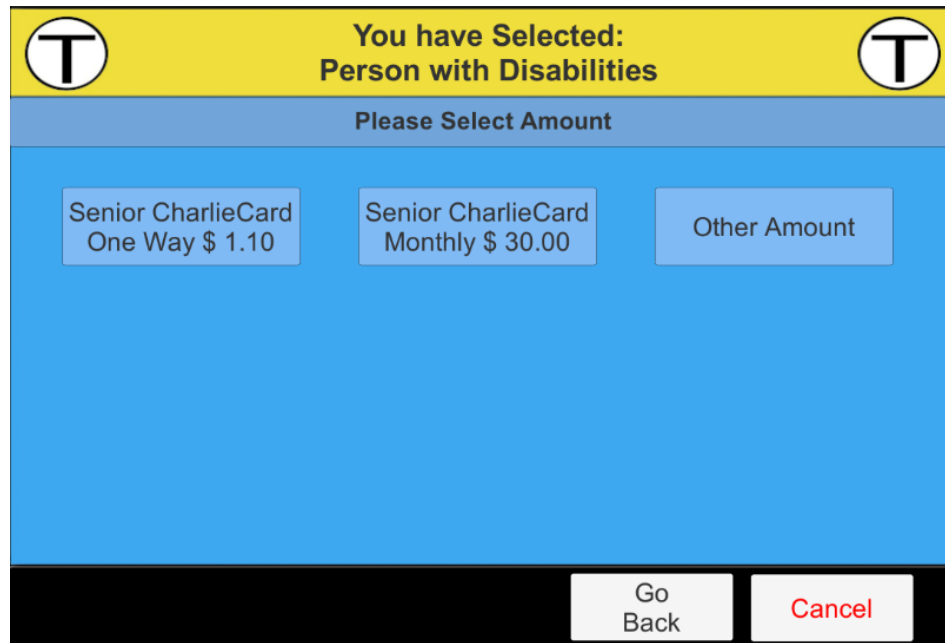 T
You have Selected:
Person with Disabilities
T
Please Select Amount
Senior CharlieCard
One Way $ 1.10
Senior CharlieCard
Monthly $ 30.00
Other Amount
Go
Back
Cancel